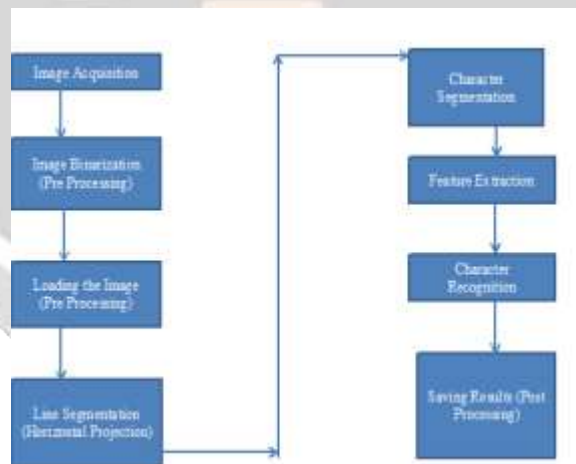 Image Acquisition
Image Binarization
(Pre Processing)
Loading the Image
(Pre Processing)
Line Segmentation
(Horizontal Projection)
Character
Segmentation
Feature Extraction
Character
Recognition
Saving Results (Post
Processing)